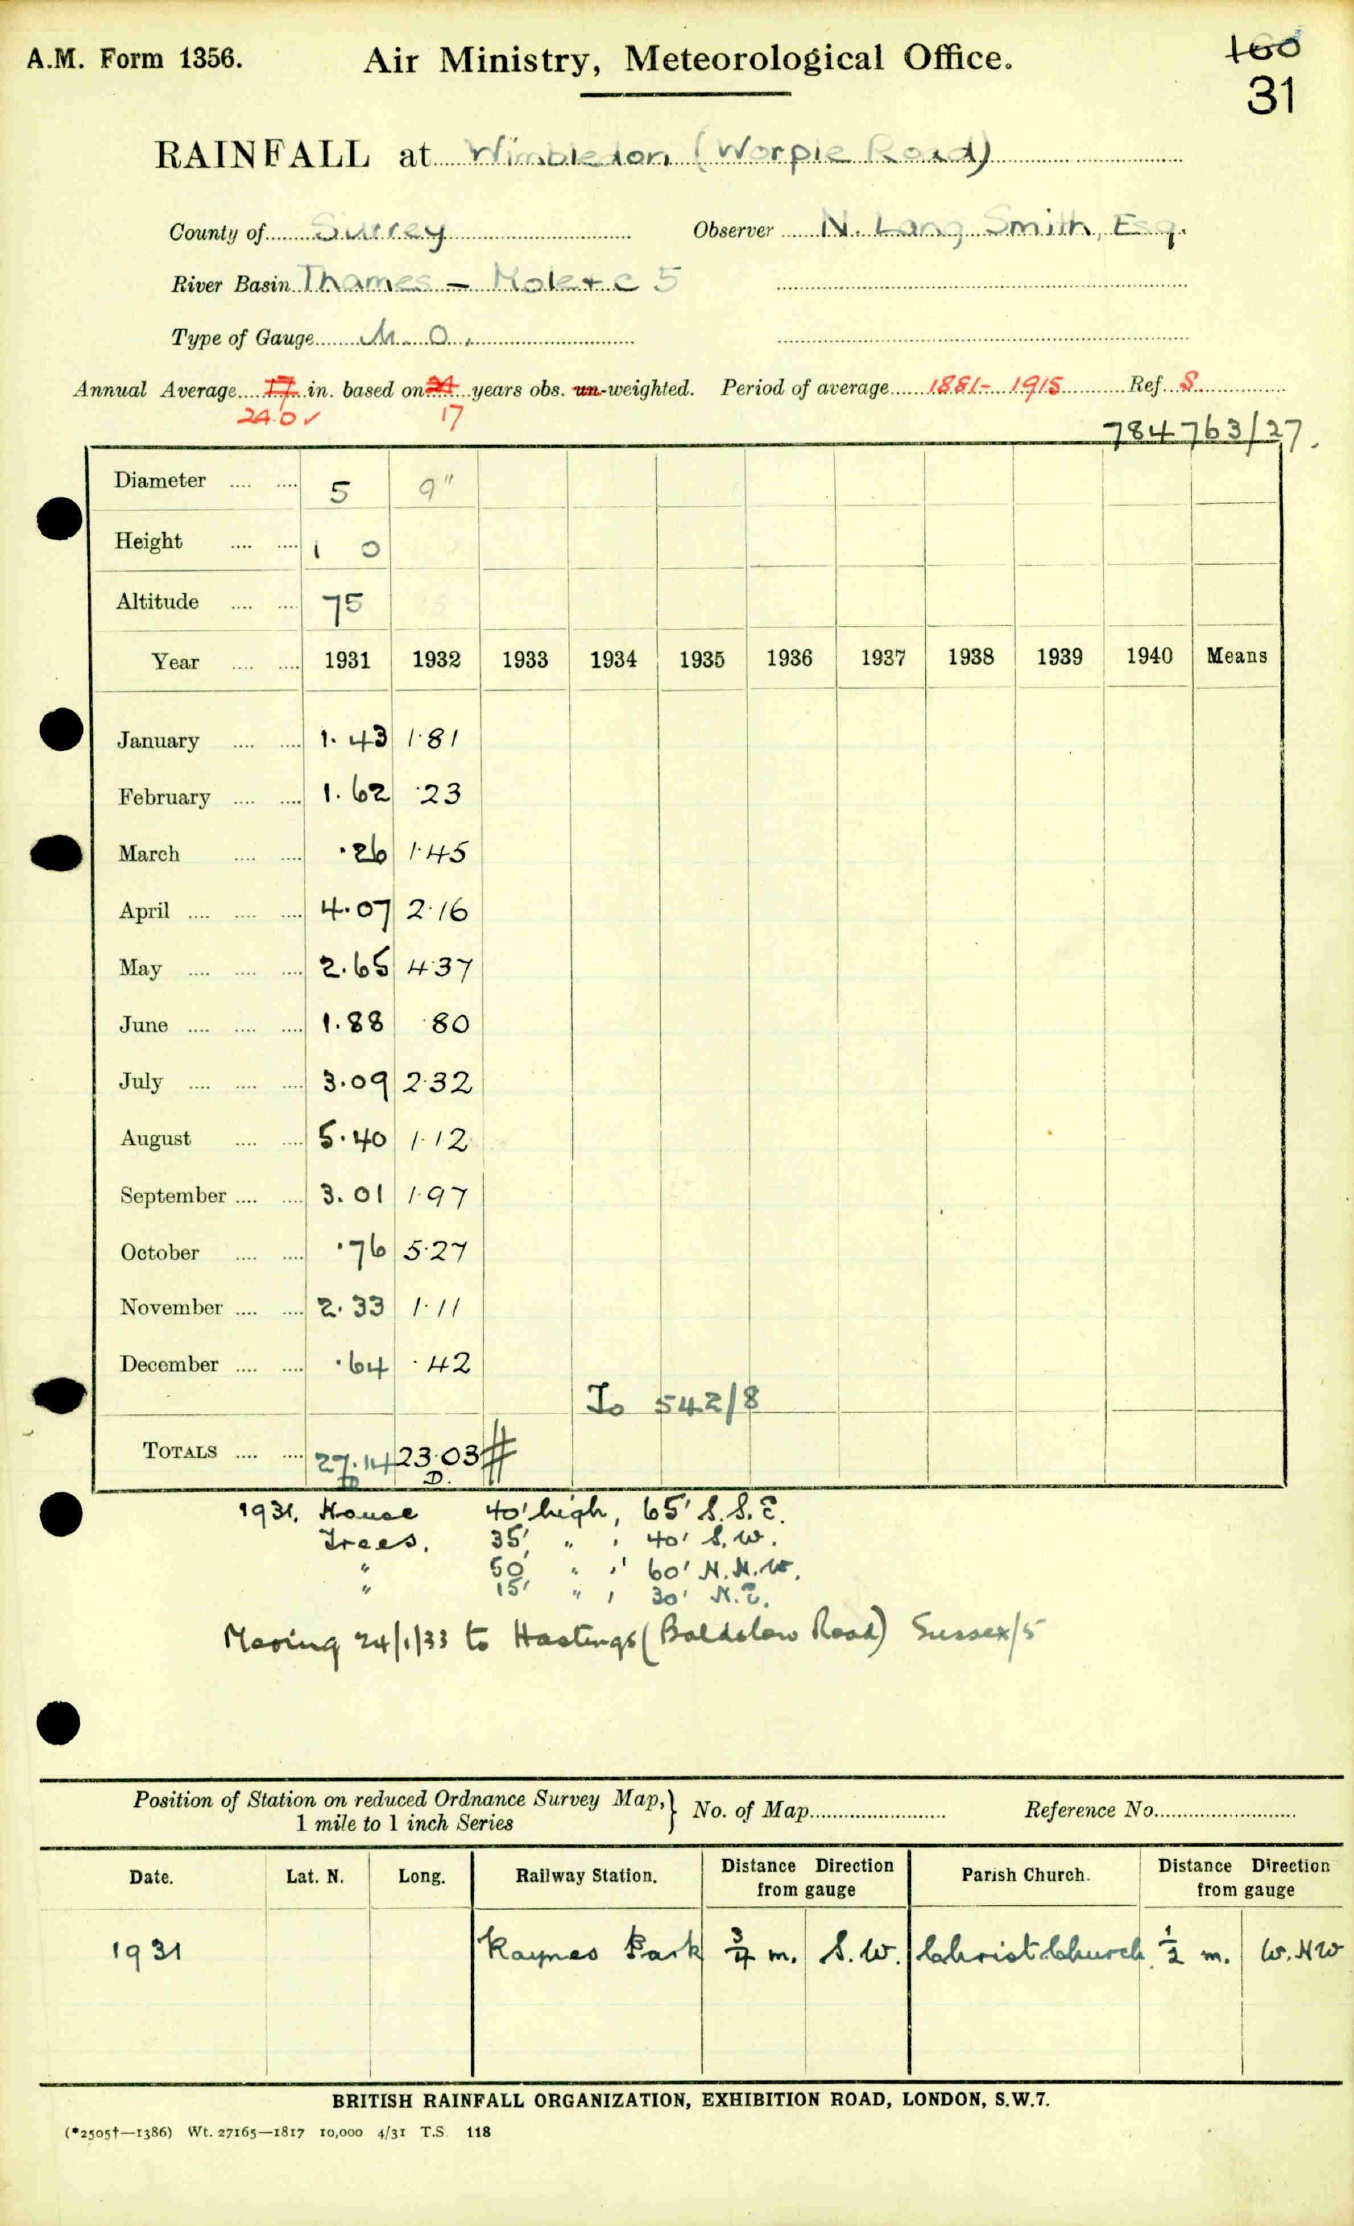 A.M. Form 1356. Air Ministry, Meteorological Office. 160
31
RAINFALL at Wimbledon (Worple Road)
County of Surrey Observer N. Lang Smith, Esq.
River Basin Thames – Mole & c 5
Type of Gauge M.O.
Annual Average 17 in. based on 24 years obs. un-weighted. Period of average 1881-1915 Ref. S
24.0 ✓ 17
784763/27.
Diameter .... .... 5 9"
Height .... .... 1 0
Altitude .... .... 75
Year .... .... 1931 1932 1933 1934 1935 1936 1937 1938 1939 1940 Means
January .... .... 1.43 1.81
February .... .... 1.62 .23
March .... .... .26 1.45
April .... .... .... 4.07 2.16
May .... .... .... 2.65 4.37
June .... .... .... 1.88 .80
July .... .... .... 3.09 2.32
August .... .... 5.40 1.12
September .... .... 3.01 1.97
October .... .... .76 5.27
November .... .... 2.33 1.11
December .... .... .64 .42
To 542/8
TOTALS .... .... 27.14 23.03 #
D.
1931. House 40' high, 65' S.S.E.
Trees. 35' " , 40' S.W.
" 50' " , 60' N.N.W.
" 15' " , 30' N.E.
Moving 24/1/33 to Hastings (Baldslow Road) Sussex/5
Position of Station on reduced Ordnance Survey Map, } No. of Map Reference No.
1 mile to 1 inch Series
Date. Lat. N. Long. Railway Station. Distance Direction from gauge Parish Church. Distance Direction from gauge
1931 Raynes Park ¾ m. S.W. Christ Church. ½ m. W.NW
BRITISH RAINFALL ORGANIZATION, EXHIBITION ROAD, LONDON, S.W.7.
(*2505†—1386) Wt. 27165—1817 10,000 4/31 T.S. 118